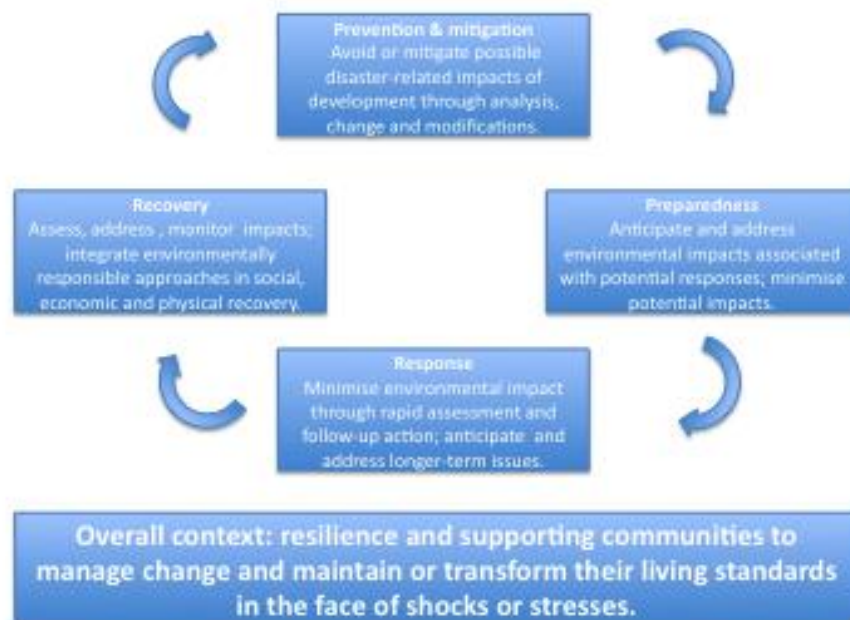 Prevention & mitigation
Avoid or mitigate possible
disaster-related impacts of
development through analysis,
change and modifications.
Recovery
Assess, address , monitor impacts;
integrate environmentally
responsible approaches in social,
economic and physical recovery.
Preparedness
Anticipate and address
environmental impacts associated
with potential responses; minimise
potential impacts.
Response
Minimise environmental impact
through rapid assessment and
follow-up action; anticipate and
address longer-term issues.
Overall context: resilience and supporting communities to
manage change and maintain or transform their living standards
in the face of shocks or stresses.